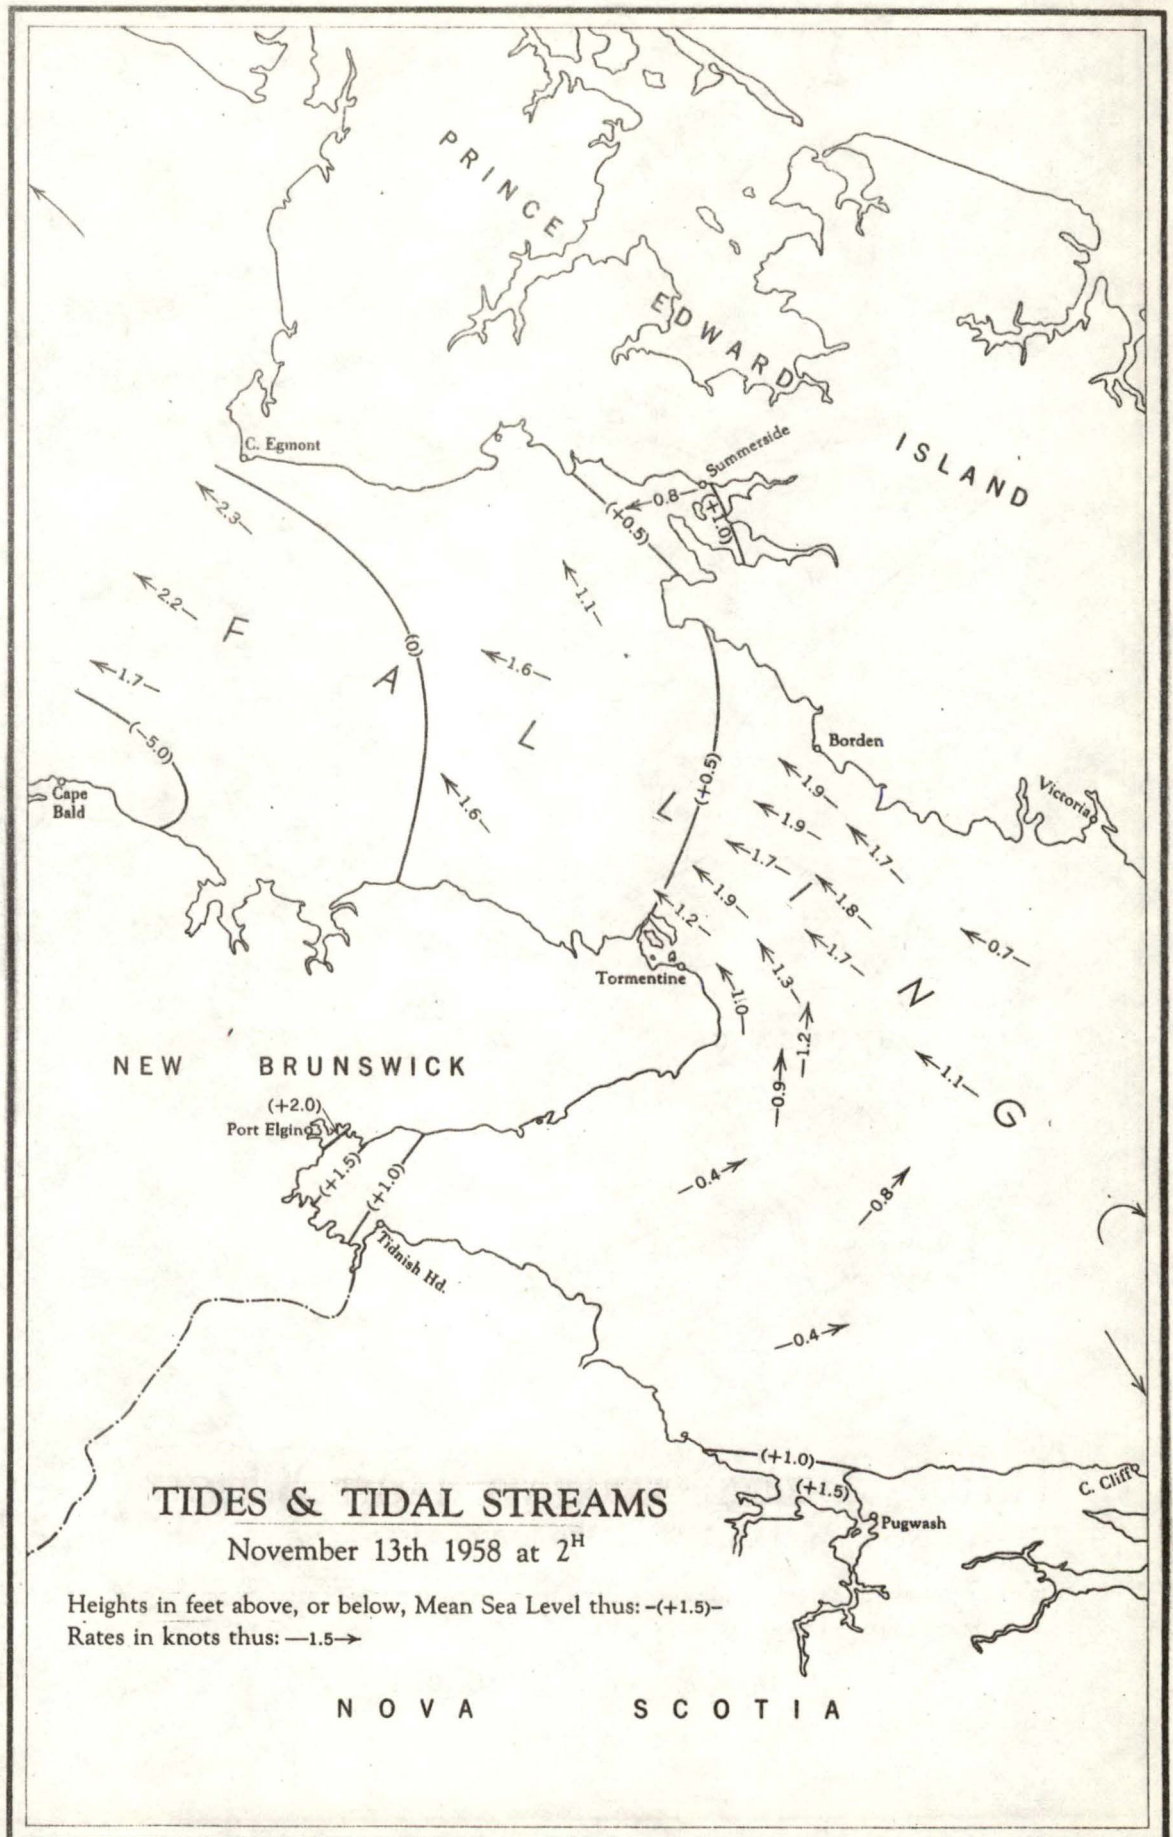 PRINCE
EDWARD
ISLAND
C. Egmont
Summerside
←0.8—
(+1.0)
(+0.5)
←2.3—
←1.1—
←2.2—
F
(0)
A
←1.6—
←1.7—
L
(-5.0)
Borden
(+0.5)
←1.9—
Cape
Bald
Victoria
←1.6—
L
←1.9—
←1.7—
←1.7—
I
←1.9—
←1.8—
←1.2—
←1.7—
←0.7—
Tormentine
←1.3—
←1.0—
N
—1.2→
NEW BRUNSWICK
—0.9→
←1.1—
G
(+2.0)
Port Elgin
(+1.5)
(+1.0)
—0.4→
—0.8→
Tidnish Hd.
—0.4→
(+1.0)
C. Cliff
(+1.5)
Pugwash
TIDES & TIDAL STREAMS
November 13th 1958 at 2H
Heights in feet above, or below, Mean Sea Level thus: -(+1.5)-
Rates in knots thus: —1.5→
NOVA SCOTIA